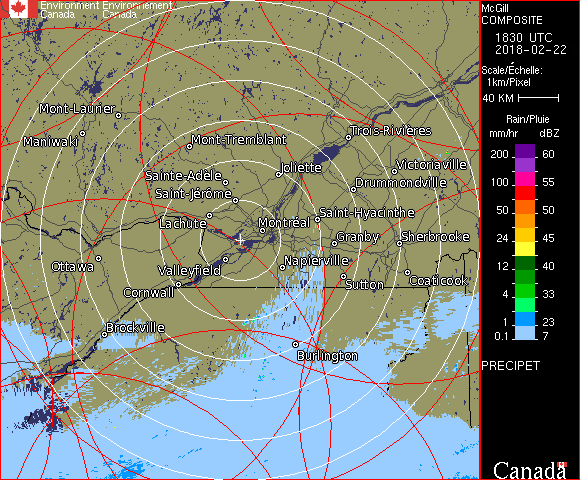 Environment Environnement
Canada Canada
McGill
COMPOSITE
1830 UTC
2018-02-22
Scale/Échelle:
1km/Pixel
40 KM
Rain/Pluie
mm/hr dBZ
200 60
155
100 55
50 50
24 45
12 40
4 33
1 23
0.1 7
PRECIPET
Canada
Mont-Laurier
Maniwaki
Mont-Tremblant
Trois-Rivières
Joliette
Victoriaville
Sainte-Adèle
Drummondville
Saint-Jérôme
Saint-Hyacinthe
Lachute
Montréal
Granby
Sherbrooke
Ottawa
Valleyfield
Napierville
Coaticook
Sutton
Cornwall
Brockville
Burlington